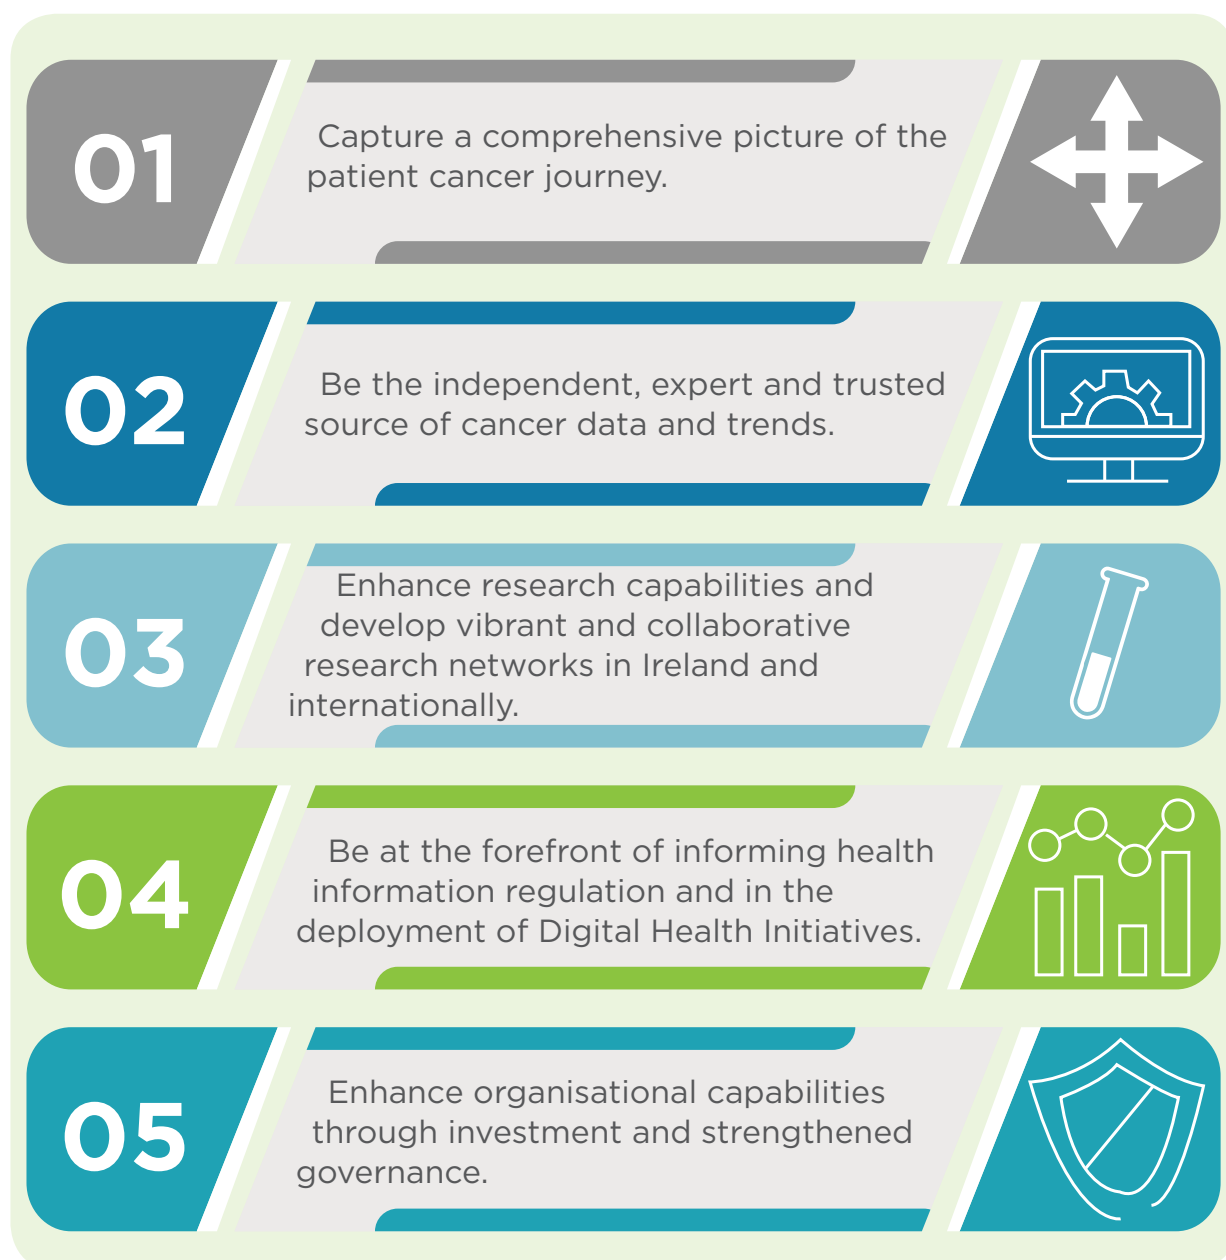 01
Capture a comprehensive picture of the
patient cancer journey.
02
Be the independent, expert and trusted
source of cancer data and trends.
03
Enhance research capabilities and
develop vibrant and collaborative
research networks in Ireland and
internationally.
04
Be at the forefront of informing health
information regulation and in the
deployment of Digital Health Initiatives.
05
Enhance organisational capabilities
through investment and strengthened
governance.